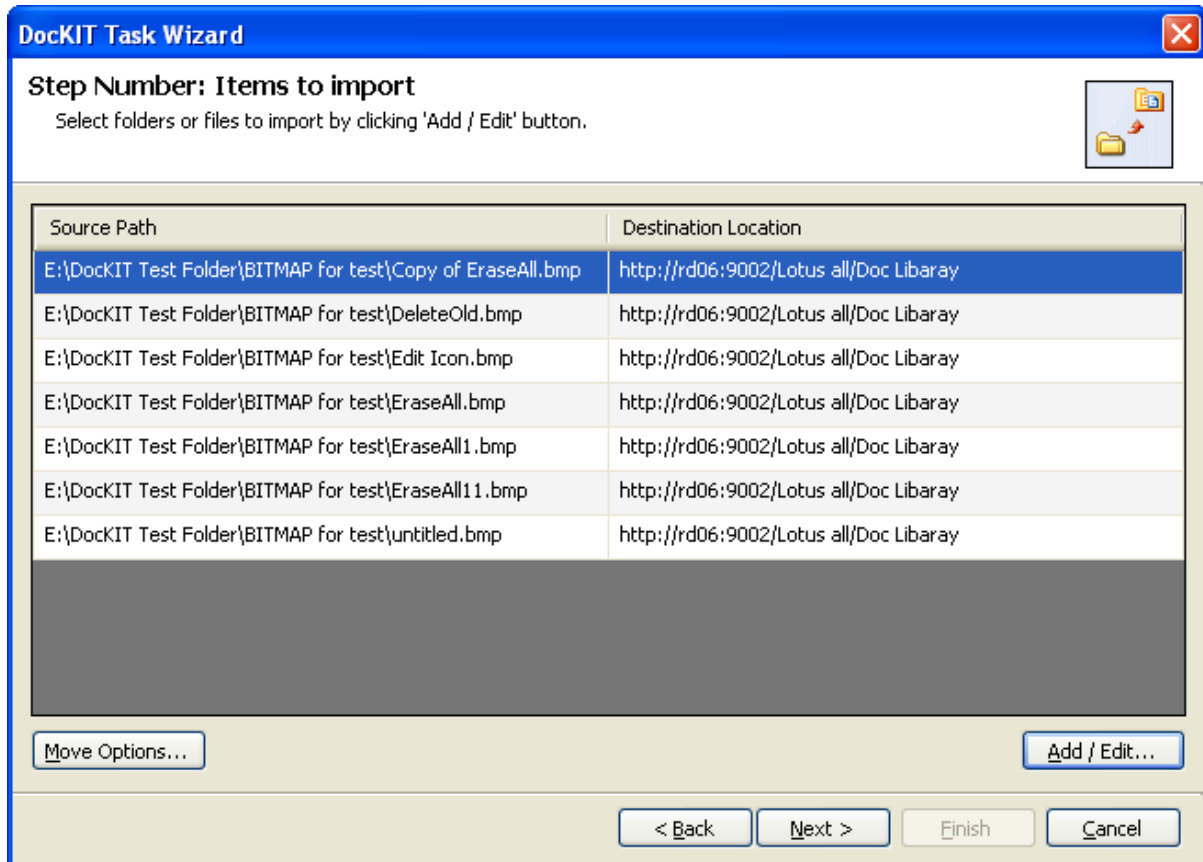 DocKIT Task Wizard
Step Number: Items to import
Select folders or files to import by clicking 'Add / Edit' button.
Source Path Destination Location
E:\DocKIT Test Folder\BITMAP for test\Copy of EraseAll.bmp http://rd06:9002/Lotus all/Doc Libaray
E:\DocKIT Test Folder\BITMAP for test\DeleteOld.bmp http://rd06:9002/Lotus all/Doc Libaray
E:\DocKIT Test Folder\BITMAP for test\Edit Icon.bmp http://rd06:9002/Lotus all/Doc Libaray
E:\DocKIT Test Folder\BITMAP for test\EraseAll.bmp http://rd06:9002/Lotus all/Doc Libaray
E:\DocKIT Test Folder\BITMAP for test\EraseAll1.bmp http://rd06:9002/Lotus all/Doc Libaray
E:\DocKIT Test Folder\BITMAP for test\EraseAll11.bmp http://rd06:9002/Lotus all/Doc Libaray
E:\DocKIT Test Folder\BITMAP for test\untitled.bmp http://rd06:9002/Lotus all/Doc Libaray
Move Options... Add / Edit...
< Back Next > Finish Cancel